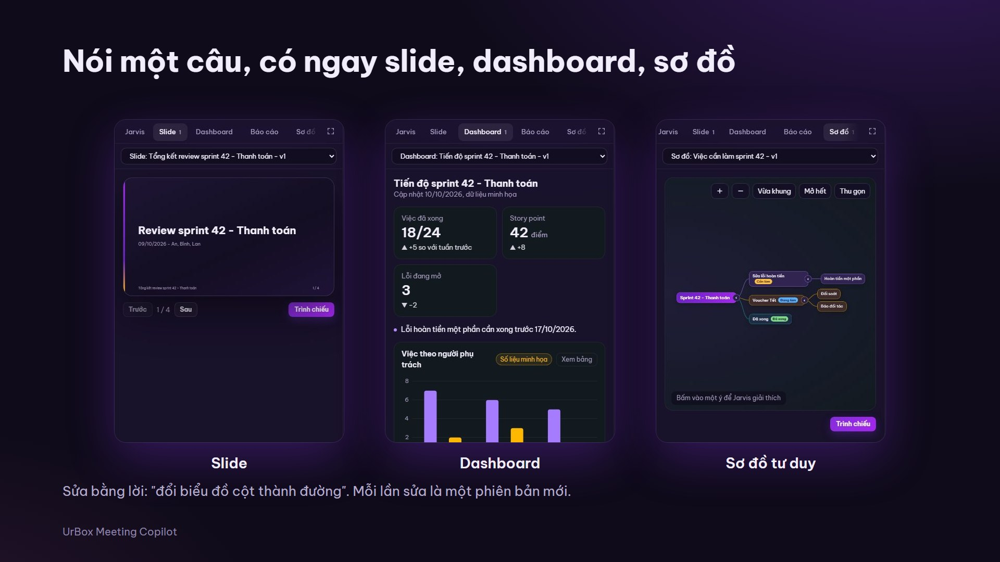 Nói một câu, có ngay slide, dashboard, sơ đồ
Jarvis Slide 1 Dashboard Báo cáo Sơ đồ
Slide: Tổng kết review sprint 42 - Thanh toán - v1
Review sprint 42 - Thanh toán
09/10/2026 - An, Bình, Lan
Tổng kết review sprint 42 - Thanh toán 1 / 4
Trước 1 / 4 Sau Trình chiếu
Slide
Jarvis Slide Dashboard 1 Báo cáo Sơ đồ
Dashboard: Tiến độ sprint 42 - Thanh toán - v1
Tiến độ sprint 42 - Thanh toán
Cập nhật 10/10/2026, dữ liệu minh họa
Việc đã xong
18/24
▲ +5 so với tuần trước
Story point
42 điểm
▲ +8
Lỗi đang mở
3
▼ -2
• Lỗi hoàn tiền một phần cần xong trước 17/10/2026.
Việc theo người phụ
trách
Số liệu minh họa Xem bảng
8
6
4
2
Dashboard
Jarvis Slide 1 Dashboard Báo cáo Sơ đồ 1
Sơ đồ: Việc cần làm sprint 42 - v1
+ − Vừa khung Mở hết Thu gọn
Sprint 42 - Thanh toán
Sửa lỗi hoàn tiền
Cần làm
Hoàn tiền một phần
Voucher Tết Đang làm
Đối soát
Báo đối tác
Đã xong Đã xong
Bấm vào một ý để Jarvis giải thích
Trình chiếu
Sơ đồ tư duy
Sửa bằng lời: "đổi biểu đồ cột thành đường". Mỗi lần sửa là một phiên bản mới.
UrBox Meeting Copilot